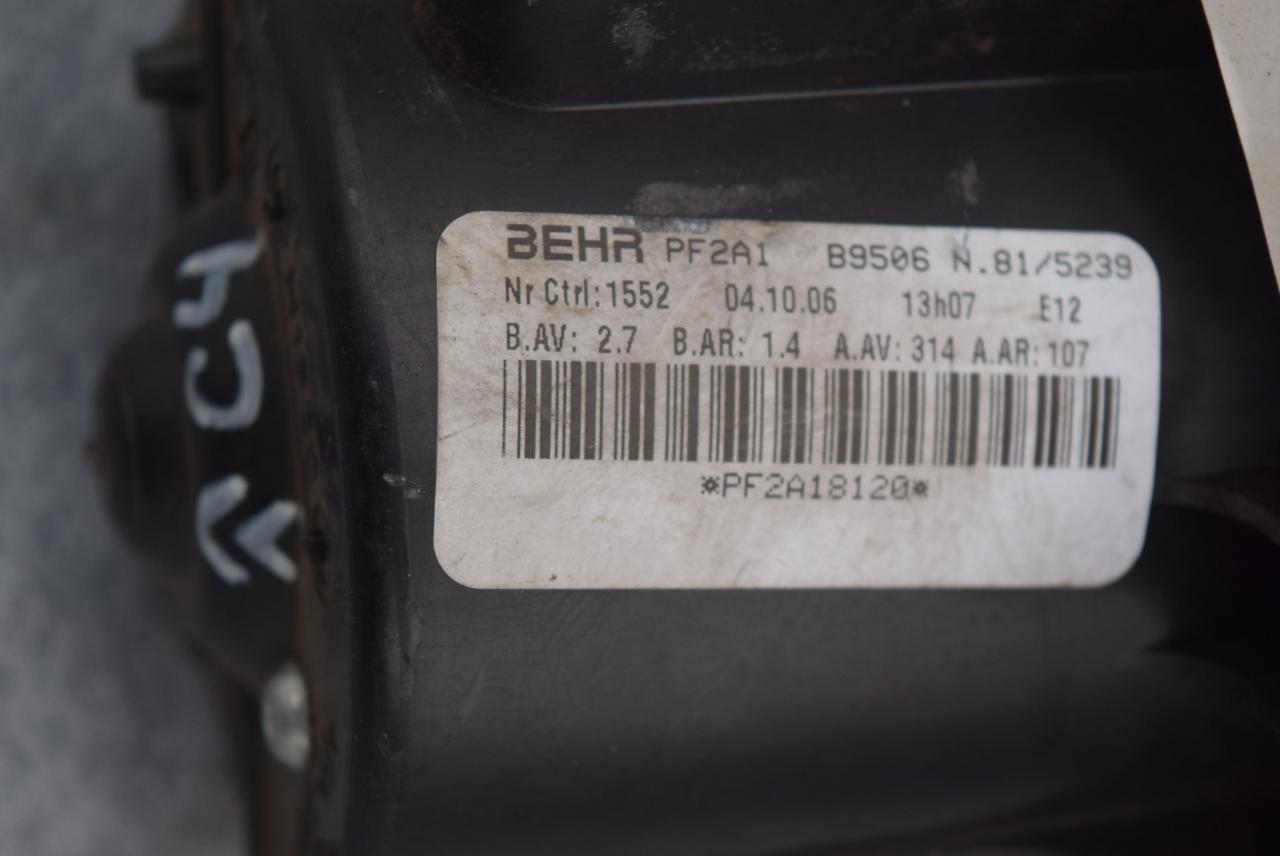 BEHR PF2A1 B9506 N.81/5239
Nr Ctrl:1552 04.10.06 13h07 E12
B.AV: 2.7 B.AR: 1.4 A.AV: 314 A.AR: 107
*PF2A18120*
C4